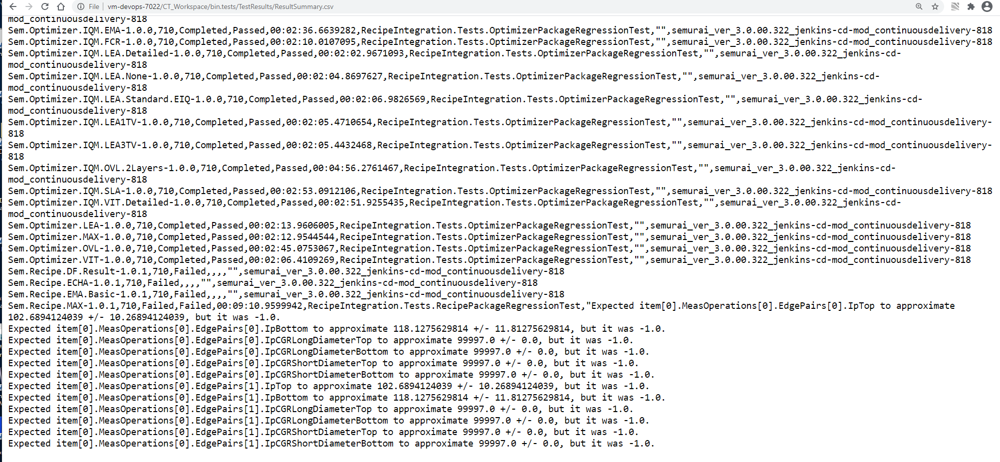 File | vm-devops-7022/CT_Workspace/bin.tests/TestResults/ResultSummary.csv
mod_continuousdelivery-818
Sem.Optimizer.IQM.EMA-1.0.0,710,Completed,Passed,00:02:36.6639282,RecipeIntegration.Tests.OptimizerPackageRegressionTest,"",semurai_ver_3.0.00.322_jenkins-cd-mod_continuousdelivery-818
Sem.Optimizer.IQM.FCR-1.0.0,710,Completed,Passed,00:02:10.0107095,RecipeIntegration.Tests.OptimizerPackageRegressionTest,"",semurai_ver_3.0.00.322_jenkins-cd-mod_continuousdelivery-818
Sem.Optimizer.IQM.LEA.Detailed-1.0.0,710,Completed,Passed,00:02:02.9671093,RecipeIntegration.Tests.OptimizerPackageRegressionTest,"",semurai_ver_3.0.00.322_jenkins-cd-
mod_continuousdelivery-818
Sem.Optimizer.IQM.LEA.None-1.0.0,710,Completed,Passed,00:02:04.8697627,RecipeIntegration.Tests.OptimizerPackageRegressionTest,"",semurai_ver_3.0.00.322_jenkins-cd-
mod_continuousdelivery-818
Sem.Optimizer.IQM.LEA.Standard.EIQ-1.0.0,710,Completed,Passed,00:02:06.9826569,RecipeIntegration.Tests.OptimizerPackageRegressionTest,"",semurai_ver_3.0.00.322_jenkins-cd-
mod_continuousdelivery-818
Sem.Optimizer.IQM.LEA1TV-1.0.0,710,Completed,Passed,00:02:05.4710654,RecipeIntegration.Tests.OptimizerPackageRegressionTest,"",semurai_ver_3.0.00.322_jenkins-cd-mod_continuousdelivery-
818
Sem.Optimizer.IQM.LEA3TV-1.0.0,710,Completed,Passed,00:02:05.4432468,RecipeIntegration.Tests.OptimizerPackageRegressionTest,"",semurai_ver_3.0.00.322_jenkins-cd-mod_continuousdelivery-
818
Sem.Optimizer.IQM.OVL.2Layers-1.0.0,710,Completed,Passed,00:04:56.2761467,RecipeIntegration.Tests.OptimizerPackageRegressionTest,"",semurai_ver_3.0.00.322_jenkins-cd-
mod_continuousdelivery-818
Sem.Optimizer.IQM.SLA-1.0.0,710,Completed,Passed,00:02:53.0912106,RecipeIntegration.Tests.OptimizerPackageRegressionTest,"",semurai_ver_3.0.00.322_jenkins-cd-mod_continuousdelivery-818
Sem.Optimizer.IQM.VIT.Detailed-1.0.0,710,Completed,Passed,00:02:51.9255435,RecipeIntegration.Tests.OptimizerPackageRegressionTest,"",semurai_ver_3.0.00.322_jenkins-cd-
mod_continuousdelivery-818
Sem.Optimizer.LEA-1.0.0,710,Completed,Passed,00:02:13.9606005,RecipeIntegration.Tests.OptimizerPackageRegressionTest,"",semurai_ver_3.0.00.322_jenkins-cd-mod_continuousdelivery-818
Sem.Optimizer.MAX-1.0.0,710,Completed,Passed,00:02:12.9544544,RecipeIntegration.Tests.OptimizerPackageRegressionTest,"",semurai_ver_3.0.00.322_jenkins-cd-mod_continuousdelivery-818
Sem.Optimizer.OVL-1.0.0,710,Completed,Passed,00:02:45.0753067,RecipeIntegration.Tests.OptimizerPackageRegressionTest,"",semurai_ver_3.0.00.322_jenkins-cd-mod_continuousdelivery-818
Sem.Optimizer.VIT-1.0.0,710,Completed,Passed,00:02:06.4109269,RecipeIntegration.Tests.OptimizerPackageRegressionTest,"",semurai_ver_3.0.00.322_jenkins-cd-mod_continuousdelivery-818
Sem.Recipe.DF.Result-1.0.1,710,Failed,,,,"",semurai_ver_3.0.00.322_jenkins-cd-mod_continuousdelivery-818
Sem.Recipe.ECHA-1.0.1,710,Failed,,,,"",semurai_ver_3.0.00.322_jenkins-cd-mod_continuousdelivery-818
Sem.Recipe.EMA.Basic-1.0.1,710,Failed,,,,"",semurai_ver_3.0.00.322_jenkins-cd-mod_continuousdelivery-818
Sem.Recipe.MAX-1.0.1,710,Failed,Failed,00:09:10.9599942,RecipeIntegration.Tests.RecipePackageRegressionTest,"Expected item[0].MeasOperations[0].EdgePairs[0].IpTop to approximate
102.6894124039 +/- 10.26894124039, but it was -1.0.
Expected item[0].MeasOperations[0].EdgePairs[0].IpBottom to approximate 118.1275629814 +/- 11.81275629814, but it was -1.0.
Expected item[0].MeasOperations[0].EdgePairs[0].IpCGRLongDiameterTop to approximate 99997.0 +/- 0.0, but it was -1.0.
Expected item[0].MeasOperations[0].EdgePairs[0].IpCGRLongDiameterBottom to approximate 99997.0 +/- 0.0, but it was -1.0.
Expected item[0].MeasOperations[0].EdgePairs[0].IpCGRShortDiameterTop to approximate 99997.0 +/- 0.0, but it was -1.0.
Expected item[0].MeasOperations[0].EdgePairs[0].IpCGRShortDiameterBottom to approximate 99997.0 +/- 0.0, but it was -1.0.
Expected item[0].MeasOperations[0].EdgePairs[1].IpTop to approximate 102.6894124039 +/- 10.26894124039, but it was -1.0.
Expected item[0].MeasOperations[0].EdgePairs[1].IpBottom to approximate 118.1275629814 +/- 11.81275629814, but it was -1.0.
Expected item[0].MeasOperations[0].EdgePairs[1].IpCGRLongDiameterTop to approximate 99997.0 +/- 0.0, but it was -1.0.
Expected item[0].MeasOperations[0].EdgePairs[1].IpCGRLongDiameterBottom to approximate 99997.0 +/- 0.0, but it was -1.0.
Expected item[0].MeasOperations[0].EdgePairs[1].IpCGRShortDiameterTop to approximate 99997.0 +/- 0.0, but it was -1.0.
Expected item[0].MeasOperations[0].EdgePairs[1].IpCGRShortDiameterBottom to approximate 99997.0 +/- 0.0, but it was -1.0.